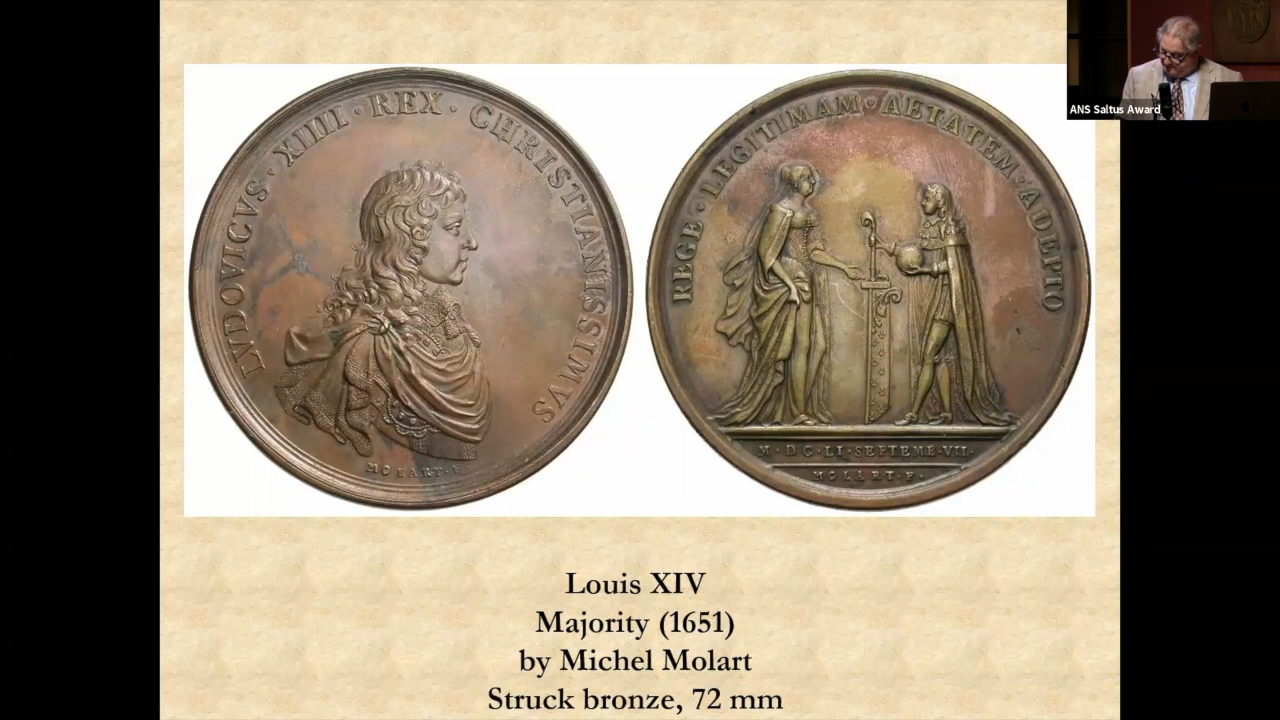 LVDOVICVS · XIIII · REX · CHRISTIANISSIMVS
MOLART · F ·
REGE · LEGITIMAM · AETATEM · ADEPTO
M · D C · LI · SEPTEMB · VII ·
MOLART · F ·
ANS Saltus Award
Louis XIV
Majority (1651)
by Michel Molart
Struck bronze, 72 mm